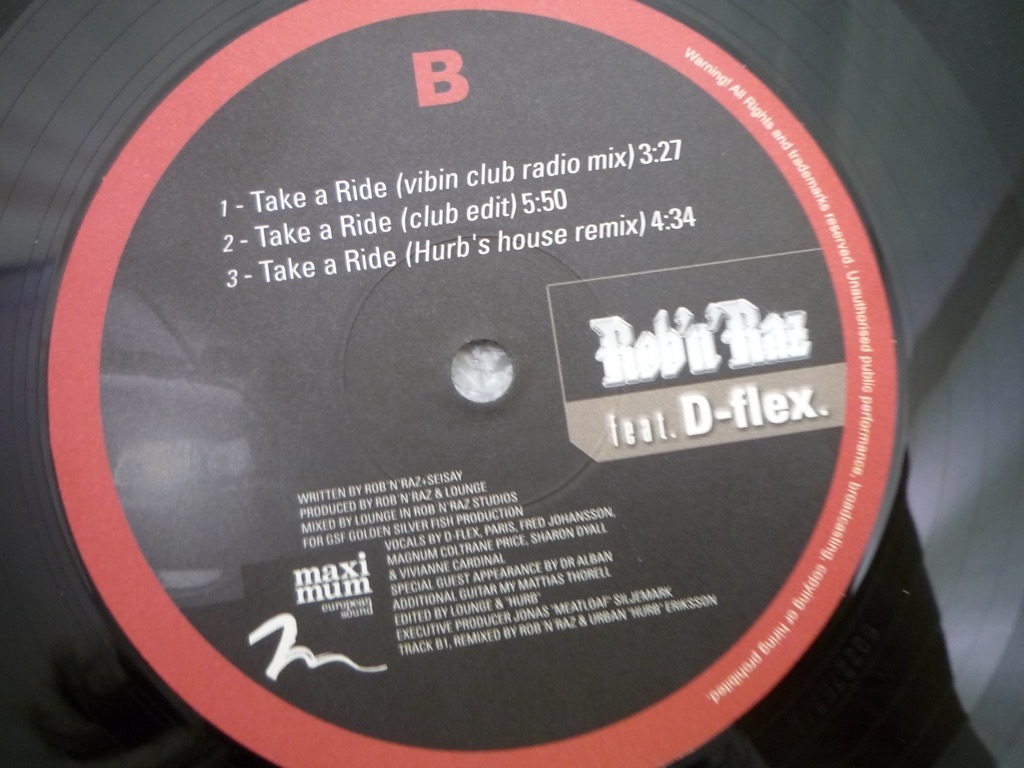 B
1 - Take a Ride (vibin club radio mix) 3:27
2 - Take a Ride (club edit) 5:50
3 - Take a Ride (Hurb's house remix) 4:34
Rob'n'Raz
feat. D-flex.
WRITTEN BY ROB'N'RAZ+SEISAY
PRODUCED BY ROB'N'RAZ & LOUNGE
MIXED BY LOUNGE IN ROB N'RAZ STUDIOS
FOR GSF GOLDEN SILVER FISH PRODUCTION
VOCALS BY D-FLEX, PARIS, FRED JOHANSSON,
MAGNUM COLTRANE PRICE, SHARON DYALL
& VIVIANNE CARDINAL
SPECIAL GUEST APPEARANCE BY DR ALBAN
ADDITIONAL GUITAR MY MATTIAS THORELL
EDITED BY LOUNGE & "HURB"
EXECUTIVE PRODUCER JONAS "MEATLOAF" SILJEMARK
TRACK B1, REMIXED BY ROB'N'RAZ & URBAN "HURB" ERIKSSON
maxi
mum
european
house
Warning! All Rights and trademarks reserved. Unauthorised public performance, broadcasting, copying or hiring prohibited.